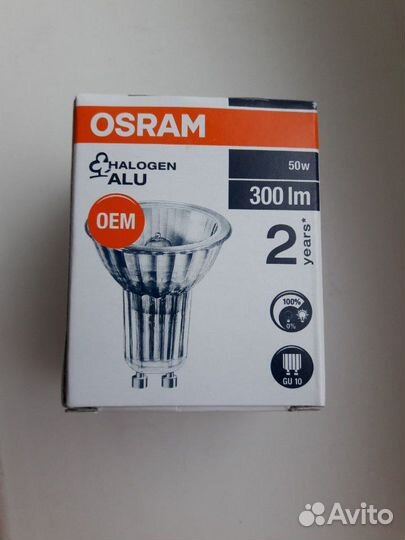 OSRAM
HALOGEN
ALU
50w
300 lm
OEM
2 years*
100%
0%
GU 10
Avito